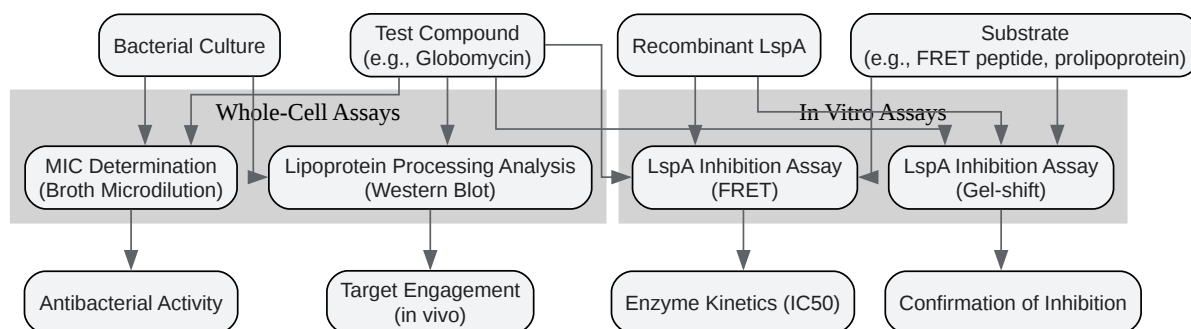 Bacterial Culture
Test Compound
(e.g., Globomycin)
Recombinant LspA
Substrate
(e.g., FRET peptide, prolipoprotein)
Whole-Cell Assays
In Vitro Assays
MIC Determination
(Broth Microdilution)
Lipoprotein Processing Analysis
(Western Blot)
LspA Inhibition Assay
(FRET)
LspA Inhibition Assay
(Gel-shift)
Antibacterial Activity
Target Engagement
(in vivo)
Enzyme Kinetics (IC50)
Confirmation of Inhibition